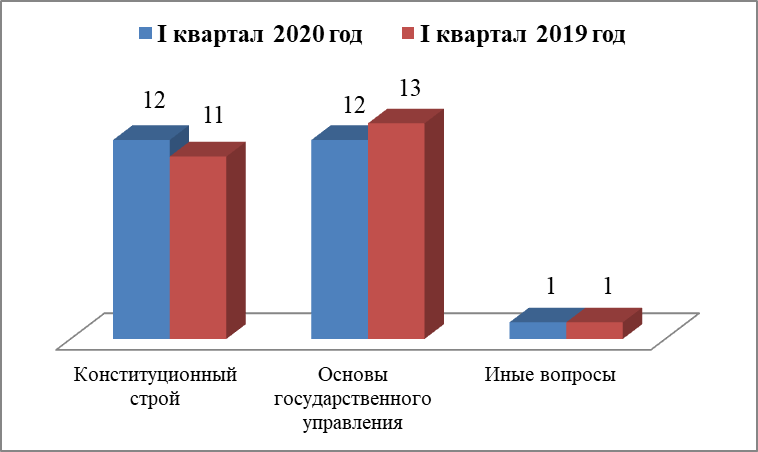 I квартал 2020 год I квартал 2019 год
12 11 12 13 1 1
Конституционный
строй
Основы
государственного
управления
Иные вопросы